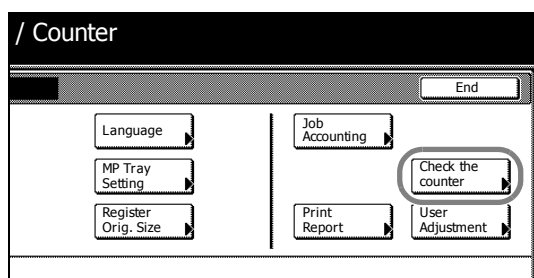 / Counter
End
Language
MP Tray
Setting
Register
Orig. Size
Job
Accounting
Check the
counter
Print
Report
User
Adjustment